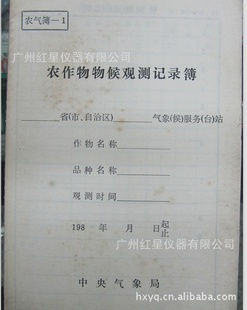 农气簿—1
广州红星仪器有限公司
农作物物候观测记录簿
省(市、自治区) 气象(候)服务(台)站
作物名称
品种名称
观测时间
广州红星仪器有限公司
198 年 月 日起止
中央气象局
hxyq.cn.alibaba.com